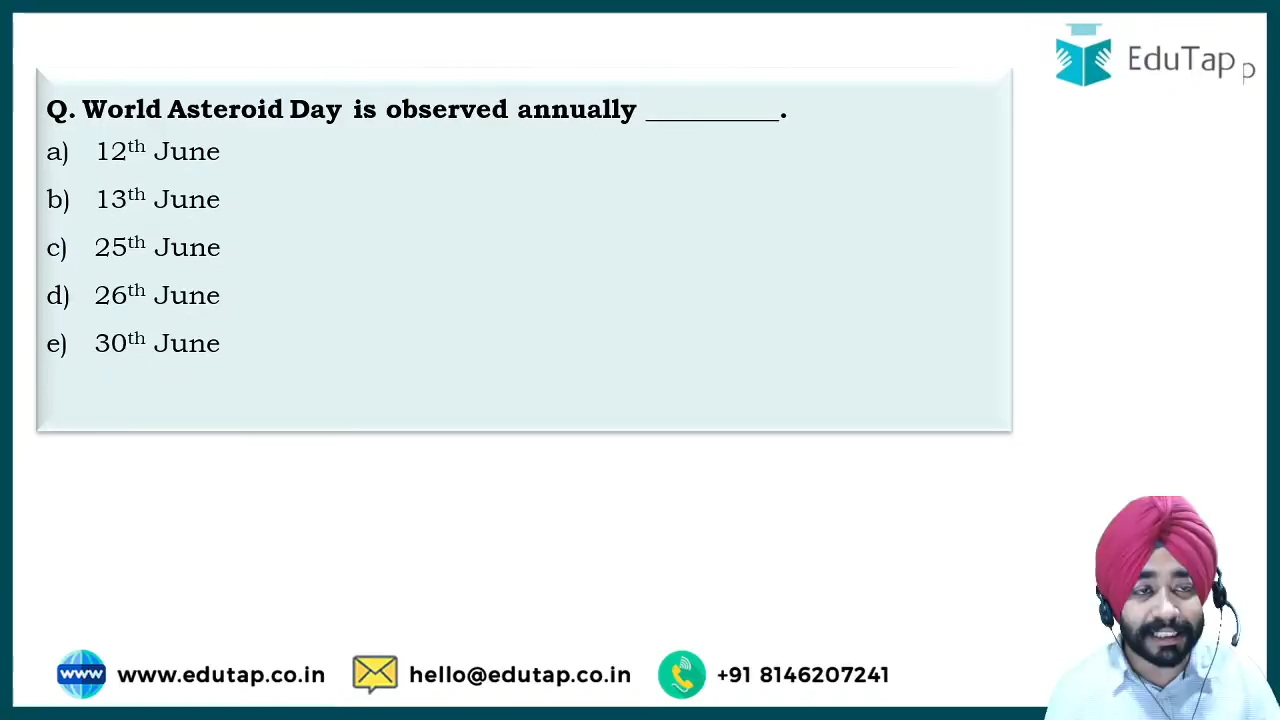 EduTap
p
Q. World Asteroid Day is observed annually __________.
a) 12th June
b) 13th June
c) 25th June
d) 26th June
e) 30th June
www www.edutap.co.in hello@edutap.co.in +91 8146207241